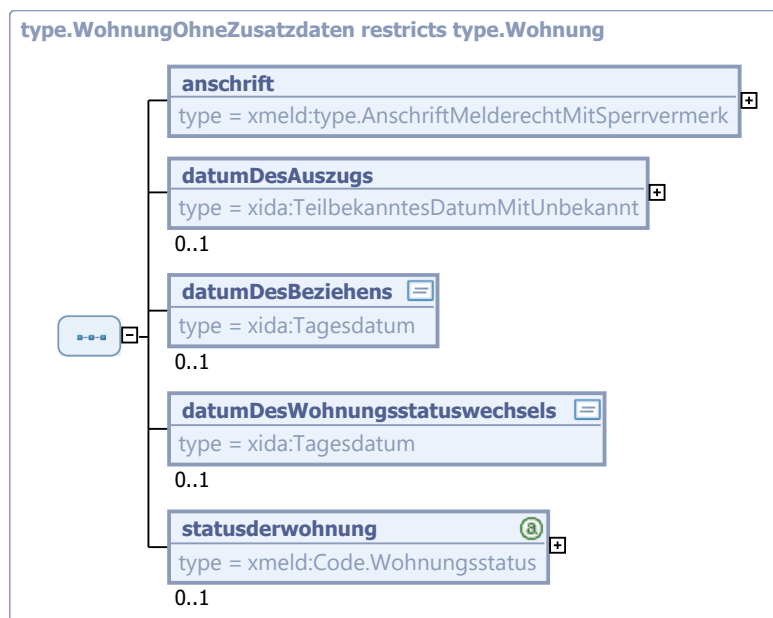 type.WohnungOhneZusatzdaten restricts type.Wohnung
anschrift
type = xmeld:type.AnschriftMelderechtMitSperrvermerk
datumDesAuszugs
type = xida:TeilbekanntesDatumMitUnbekannt
0..1
datumDesBeziehens
type = xida:Tagesdatum
0..1
datumDesWohnungsstatuswechsels
type = xida:Tagesdatum
0..1
statusderwohnung
type = xmeld:Code.Wohnungsstatus
0..1